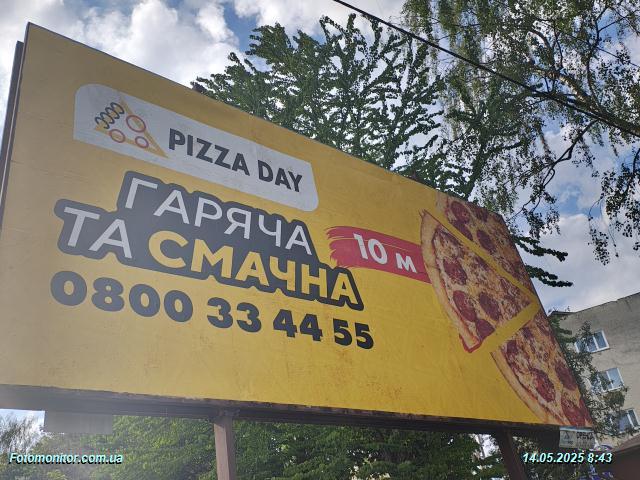 PIZZA DAY
ГАРЯЧА
ТА СМАЧНА
10 м
0800 33 44 55
Fotomonitor.com.ua
14.05.2025 8:43